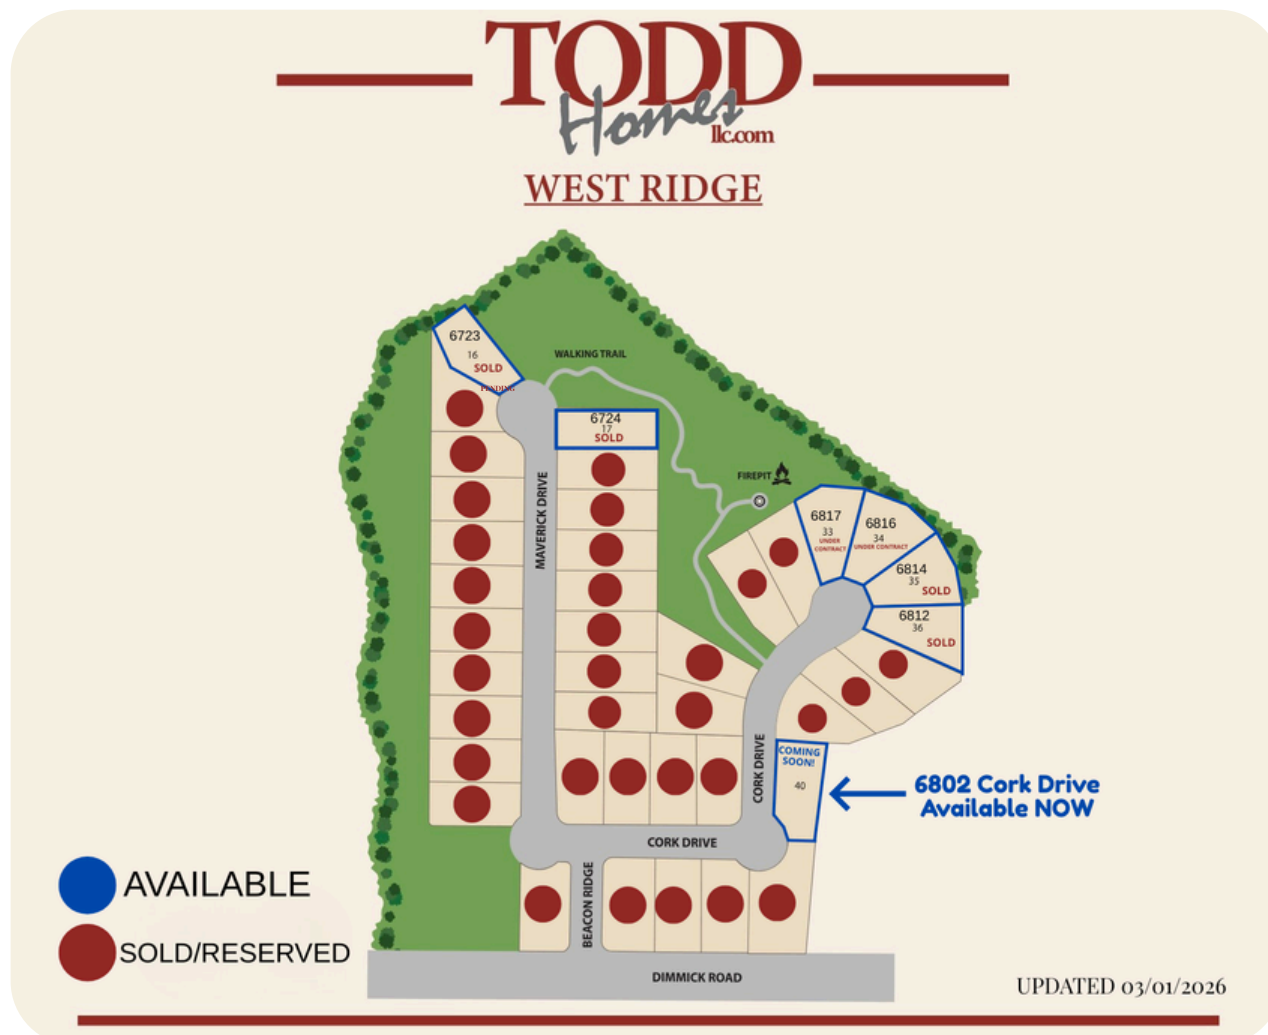 TODD
Homes
llc.com
WEST RIDGE
6723
16
SOLD
PENDING
WALKING TRAIL
6724
17
SOLD
MAVERICK DRIVE
FIREPIT
6817
33
UNDER
CONTRACT
6816
34
UNDER CONTRACT
6814
35
SOLD
6812
36
SOLD
CORK DRIVE
COMING
SOON!
40
6802 Cork Drive
Available NOW
CORK DRIVE
BEACON RIDGE
AVAILABLE
SOLD/RESERVED
DIMMICK ROAD
UPDATED 03/01/2026